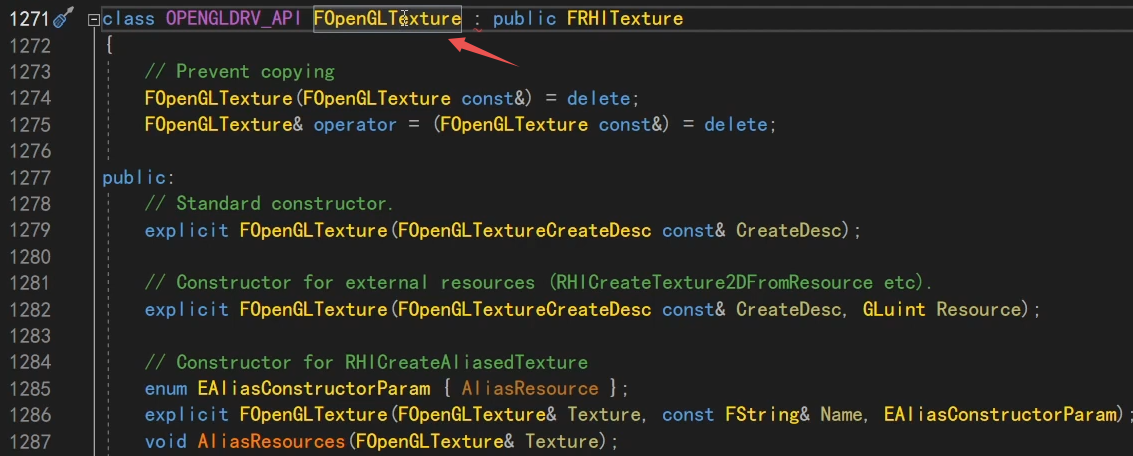 1271 class OPENGLDRV_API FOpenGLTexture : public FRHITexture
1272 {
1273 // Prevent copying
1274 FOpenGLTexture(FOpenGLTexture const&) = delete;
1275 FOpenGLTexture& operator = (FOpenGLTexture const&) = delete;
1276
1277 public:
1278 // Standard constructor.
1279 explicit FOpenGLTexture(FOpenGLTextureCreateDesc const& CreateDesc);
1280
1281 // Constructor for external resources (RHICreateTexture2DFromResource etc).
1282 explicit FOpenGLTexture(FOpenGLTextureCreateDesc const& CreateDesc, GLuint Resource);
1283
1284 // Constructor for RHICreateAliasedTexture
1285 enum EAliasConstructorParam { AliasResource };
1286 explicit FOpenGLTexture(FOpenGLTexture& Texture, const FString& Name, EAliasConstructorParam);
1287 void AliasResources(FOpenGLTexture& Texture);